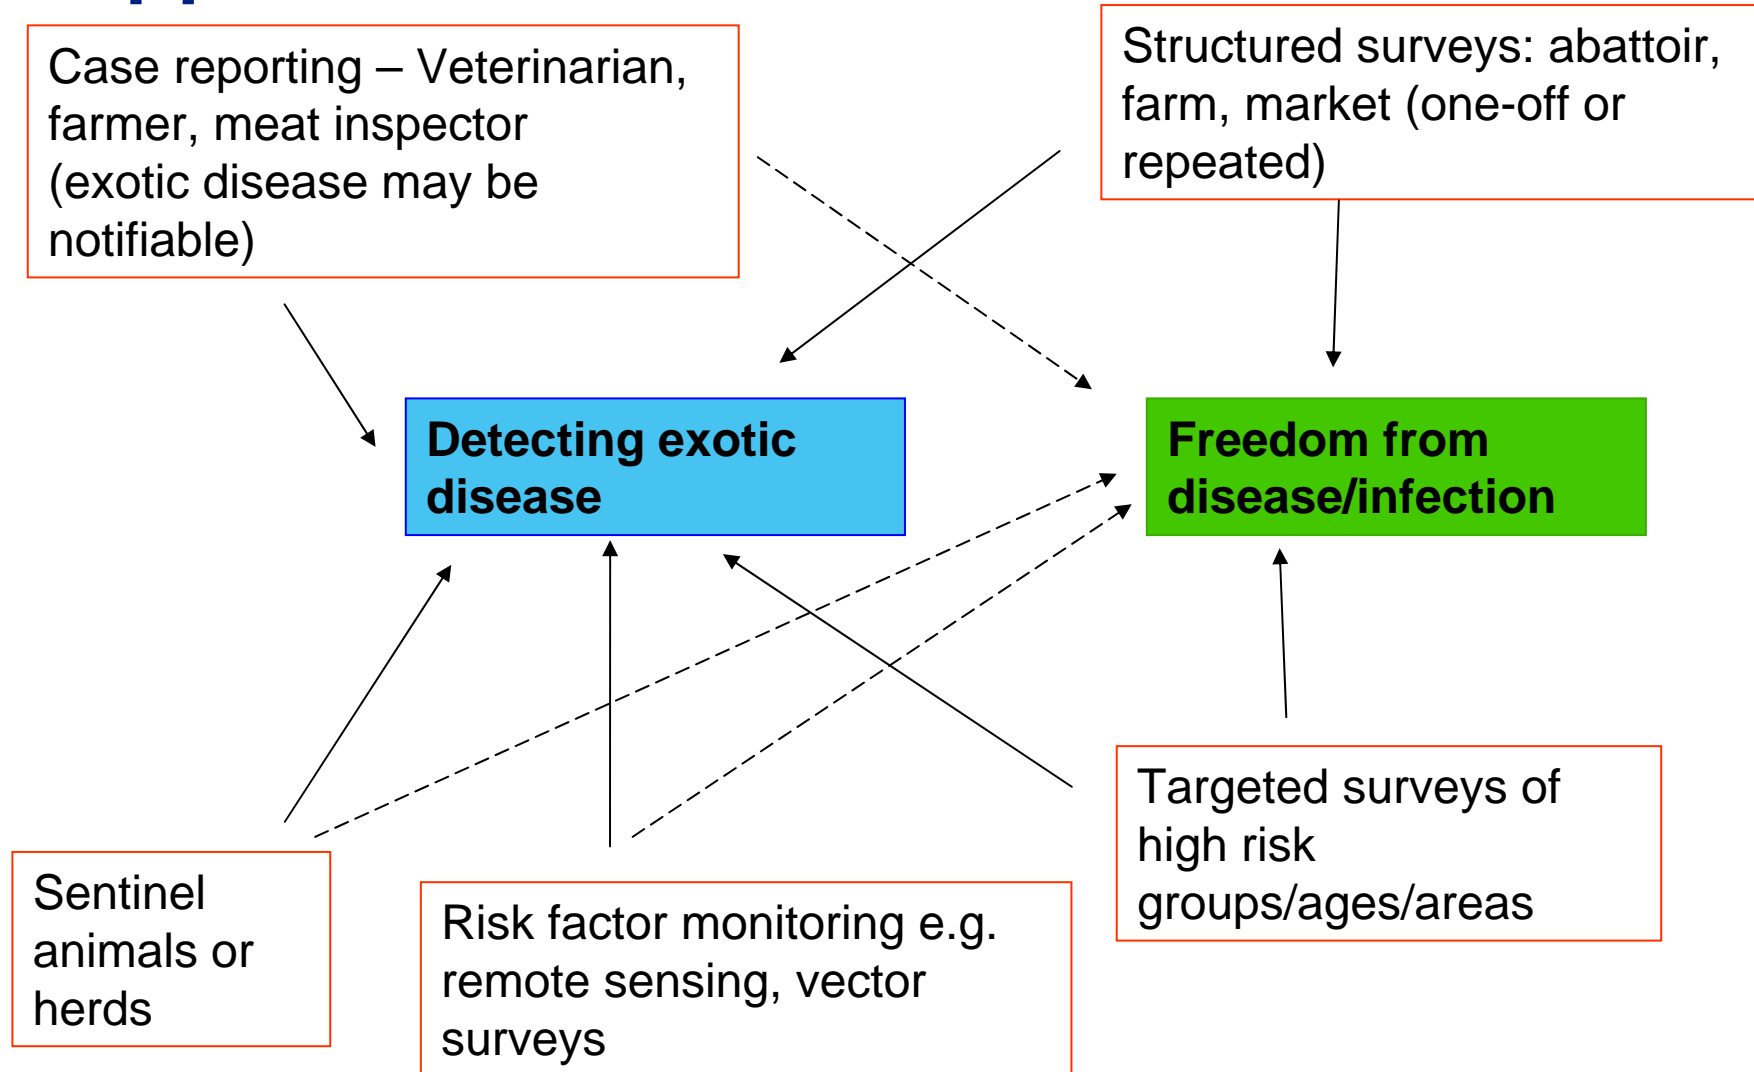 Case reporting – Veterinarian,
farmer, meat inspector
(exotic disease may be
notifiable)
Structured surveys: abattoir,
farm, market (one-off or
repeated)
Detecting exotic
disease
Freedom from
disease/infection
Sentinel
animals or
herds
Risk factor monitoring e.g.
remote sensing, vector
surveys
Targeted surveys of
high risk
groups/ages/areas